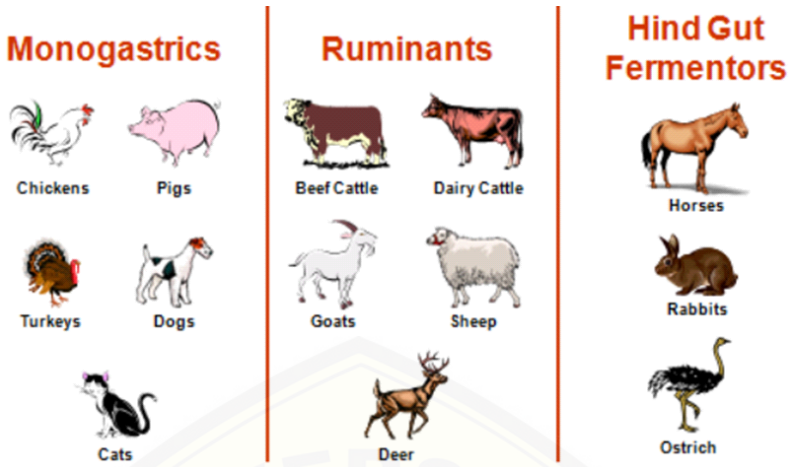 Monogastrics
Chickens
Pigs
Turkeys
Dogs
Cats
Ruminants
Beef Cattle
Dairy Cattle
Goats
Sheep
Deer
Hind Gut
Fermentors
Horses
Rabbits
Ostrich